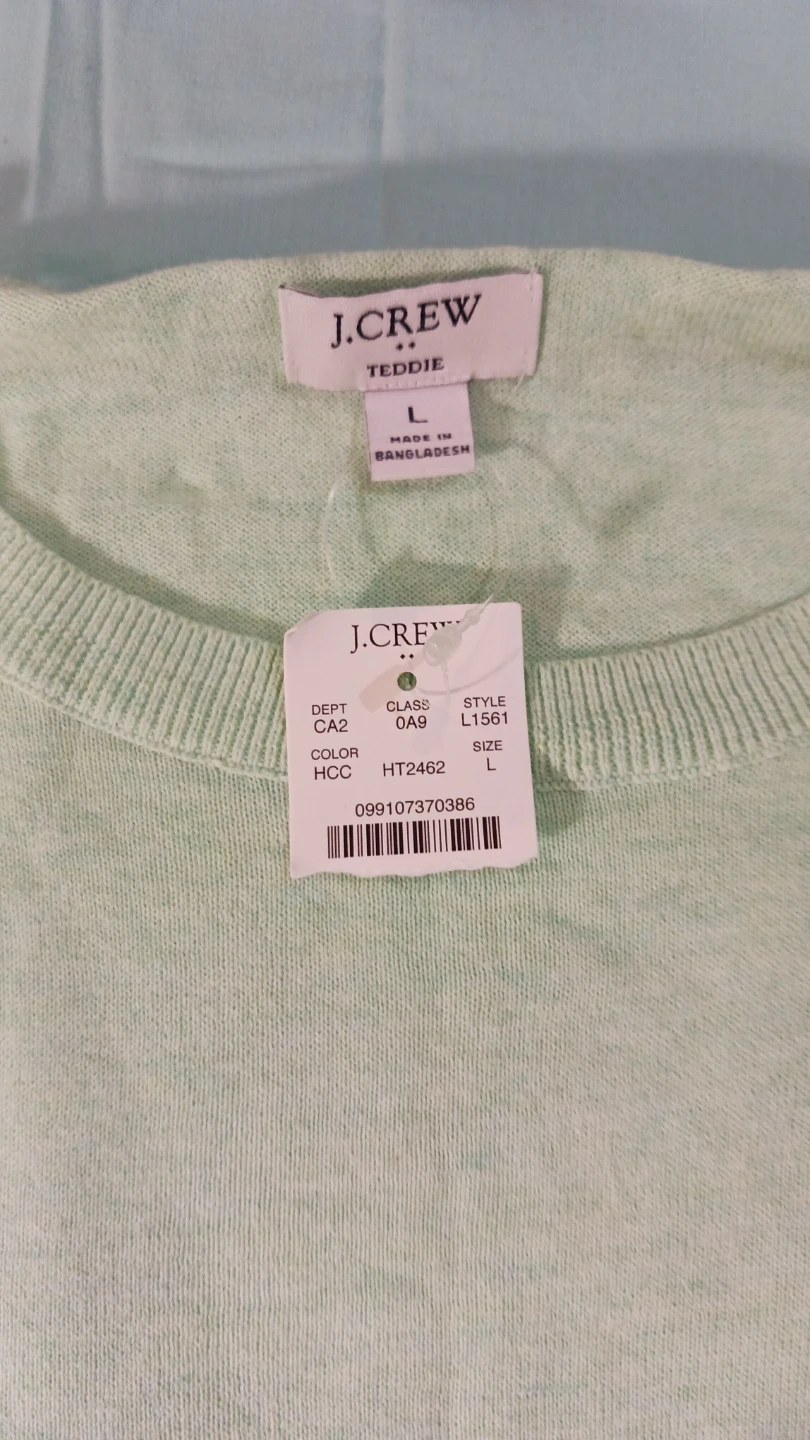 J.CREW
TEDDIE
L
MADE IN
BANGLADESH
J.CREW
DEPT CLASS STYLE
CA2 0A9 L1561
COLOR SIZE
HCC HT2462 L
099107370386